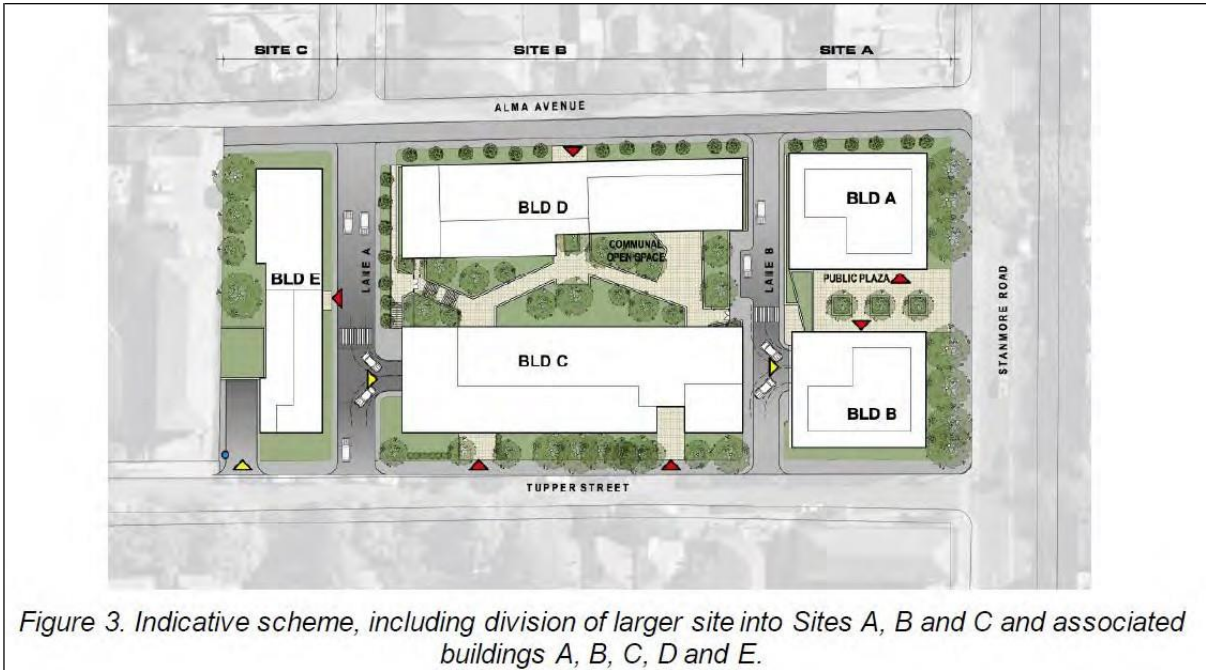 SITE C
SITE B
SITE A
ALMA AVENUE
BLD D
BLD A
COMMUNAL
OPEN SPACE
LANE A
LANE B
BLD E
PUBLIC PLAZA
STANMORE ROAD
BLD C
BLD B
TUPPER STREET
Figure 3. Indicative scheme, including division of larger site into Sites A, B and C and associated
buildings A, B, C, D and E.